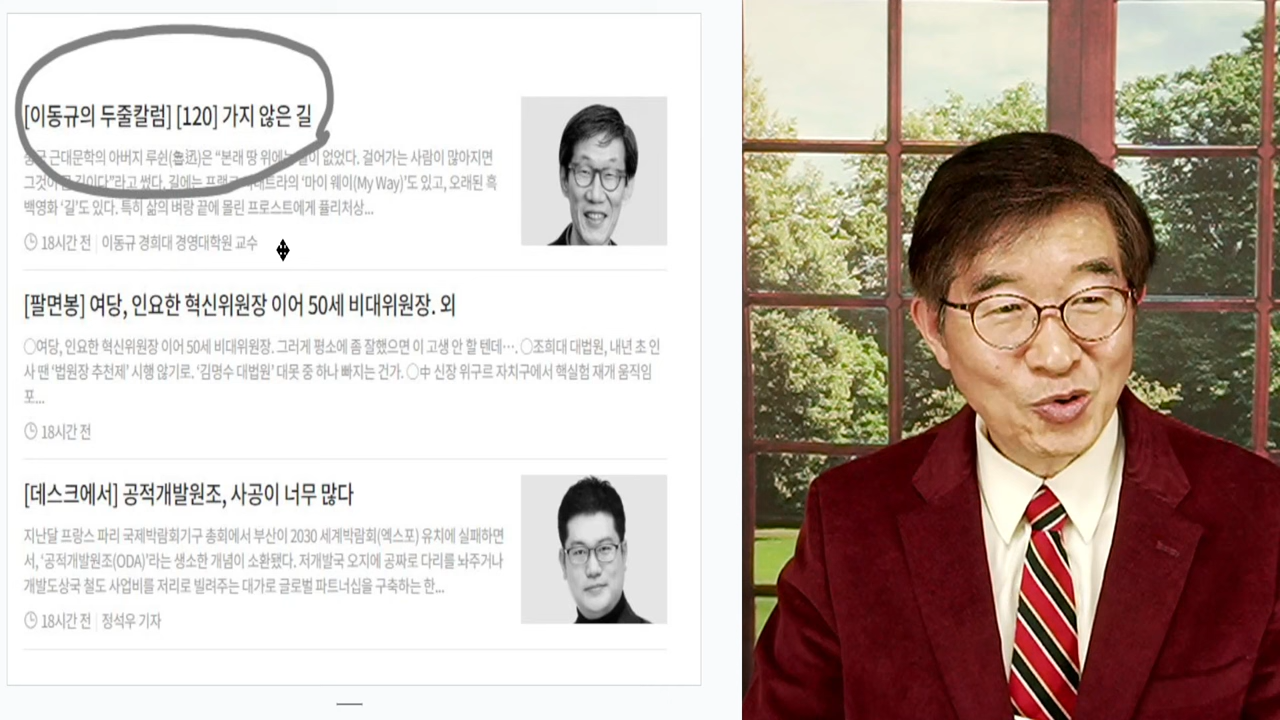 [이동규의 두줄칼럼] [120] 가지 않은 길
중국 근대문학의 아버지 루쉰(魯迅)은 “본래 땅 위에는 길이 없었다. 걸어가는 사람이 많아지면
그것이 곧 길이다”라고 썼다. 길에는 프랭크 시내트라의 ‘마이 웨이(My Way)’도 있고, 오래된 흑
백영화 ‘길’도 있다. 특히 삶의 벼랑 끝에 몰린 프로스트에게 퓰리처상...
18시간 전 | 이동규 경희대 경영대학원 교수
[팔면봉] 여당, 인요한 혁신위원장 이어 50세 비대위원장. 외
○여당, 인요한 혁신위원장 이어 50세 비대위원장. 그러게 평소에 좀 잘했으면 이 고생 안 할 텐데…. ○조희대 대법원, 내년 초 인
사 땐 ‘법원장 추천제’ 시행 않기로. ‘김명수 대법원’ 대못 중 하나 빠지는 건가. ○中 신장 위구르 자치구에서 핵실험 재개 움직임
포...
18시간 전
[데스크에서] 공적개발원조, 사공이 너무 많다
지난달 프랑스 파리 국제박람회기구 총회에서 부산이 2030 세계박람회(엑스포) 유치에 실패하면
서, ‘공적개발원조(ODA)’라는 생소한 개념이 소환됐다. 저개발국 오지에 공짜로 다리를 놔주거나
개발도상국 철도 사업비를 저리로 빌려주는 대가로 글로벌 파트너십을 구축하는 한...
18시간 전 | 정석우 기자